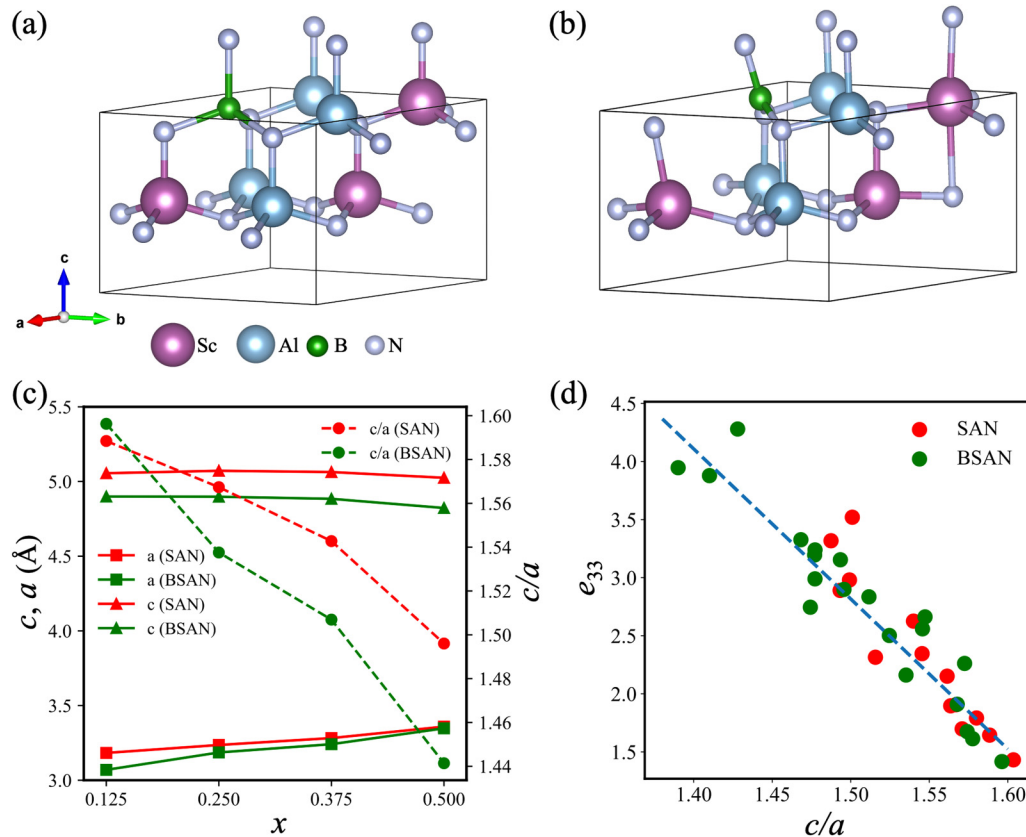 (a)
(b)
c
a
b
Sc Al B N
(c)
5.5
5.0
4.5
4.0
3.5
3.0
c, a (Å)
c/a (SAN)
c/a (BSAN)
a (SAN)
a (BSAN)
c (SAN)
c (BSAN)
1.60
1.58
1.56
1.54
1.52
1.50
1.48
1.46
1.44
c/a
0.125 0.250 0.375 0.500
x
(d)
4.5
4.0
3.5
3.0
2.5
2.0
1.5
e33
SAN
BSAN
1.40 1.45 1.50 1.55 1.60
c/a